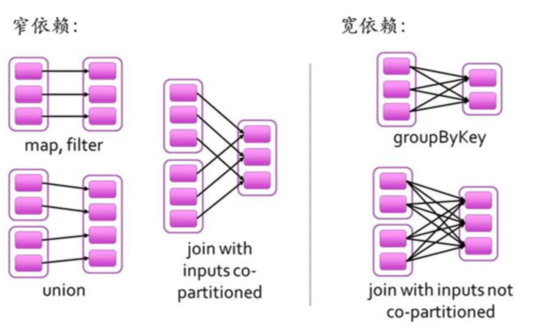 窄依赖：
宽依赖：
map, filter
union
join with
inputs co-
partitioned
groupByKey
join with inputs not
co-partitioned